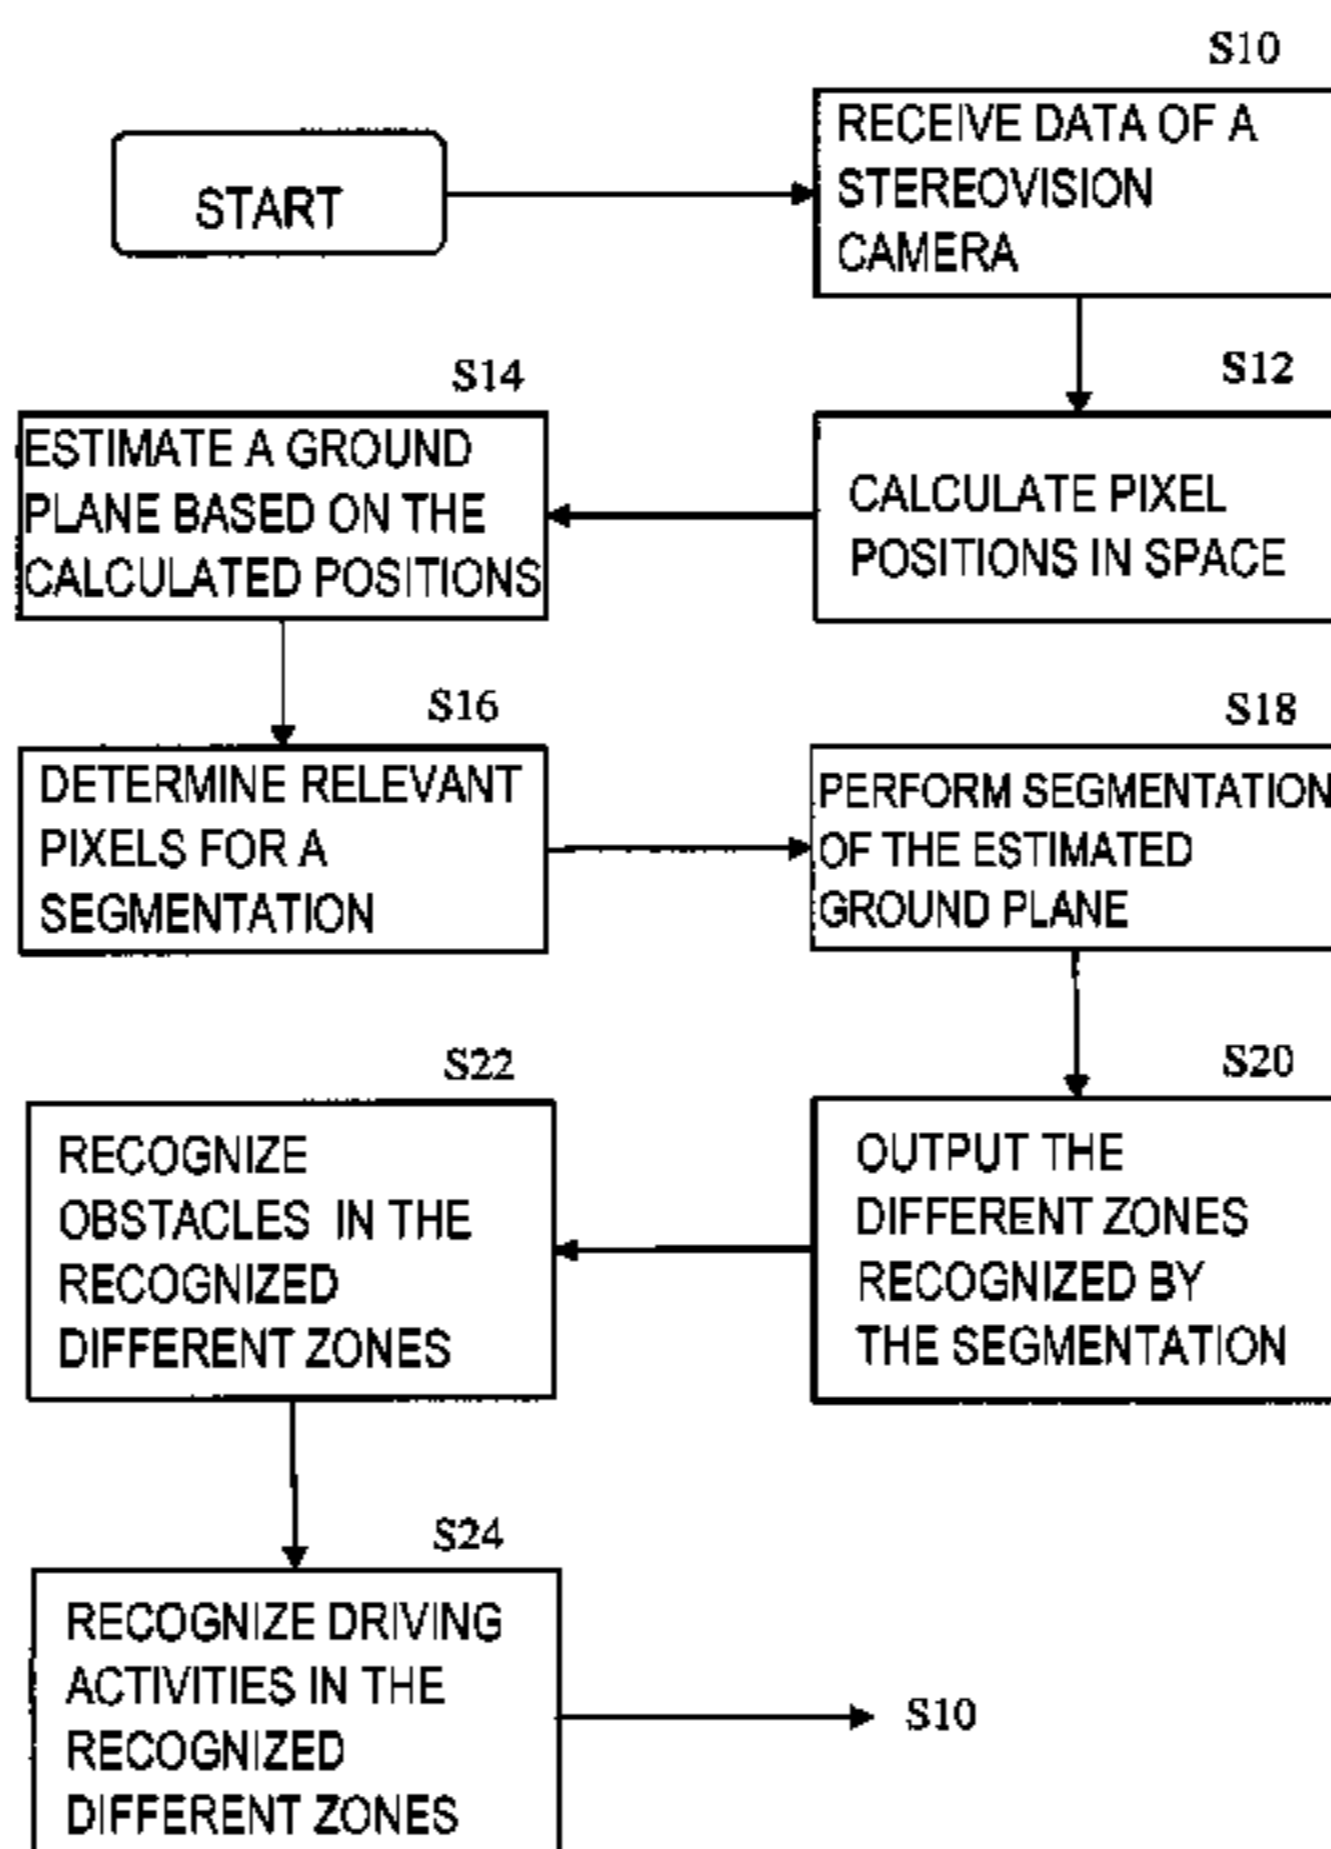 START
S10
RECEIVE DATA OF A
STEREOVISION
CAMERA
S12
CALCULATE PIXEL
POSITIONS IN SPACE
S14
ESTIMATE A GROUND
PLANE BASED ON THE
CALCULATED POSITIONS
S16
DETERMINE RELEVANT
PIXELS FOR A
SEGMENTATION
S18
PERFORM SEGMENTATION
OF THE ESTIMATED
GROUND PLANE
S20
OUTPUT THE
DIFFERENT ZONES
RECOGNIZED BY
THE SEGMENTATION
S22
RECOGNIZE
OBSTACLES IN THE
RECOGNIZED
DIFFERENT ZONES
S24
RECOGNIZE DRIVING
ACTIVITIES IN THE
RECOGNIZED
DIFFERENT ZONES
S10